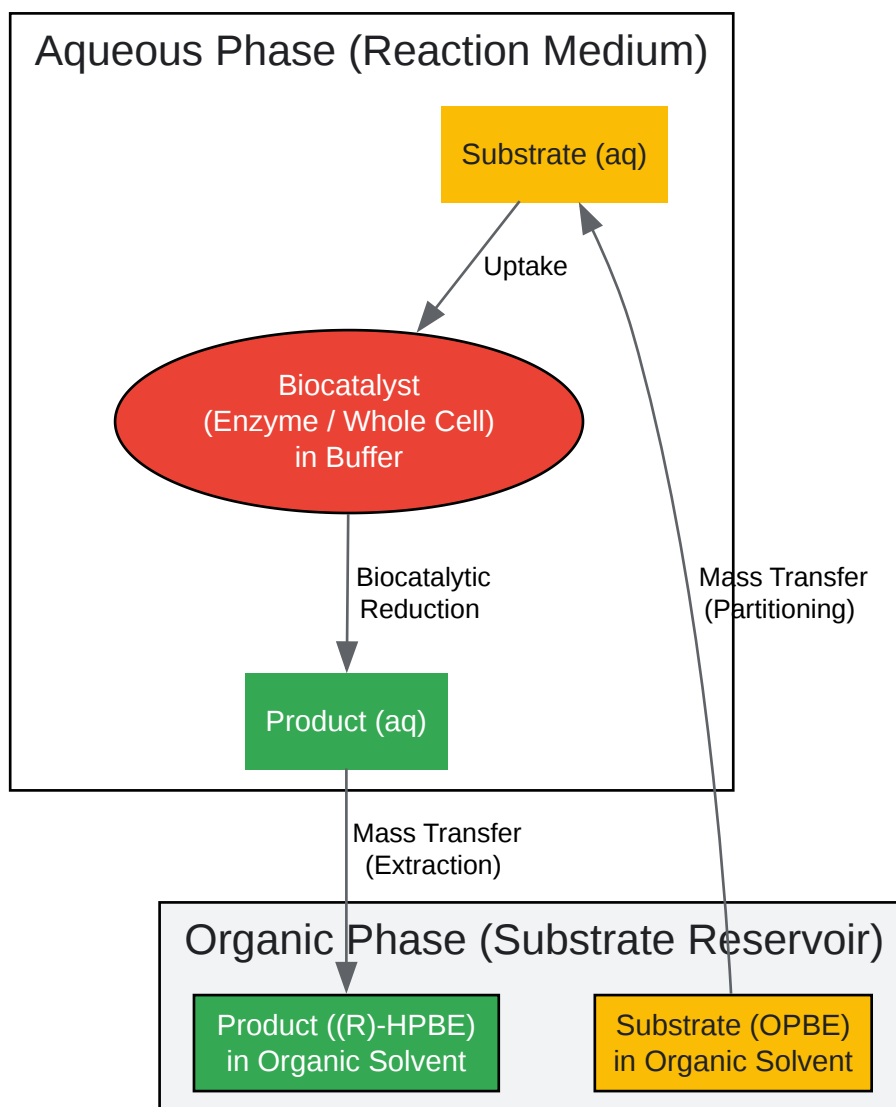 Aqueous Phase (Reaction Medium)
Substrate (aq)
Uptake
Biocatalyst
(Enzyme / Whole Cell)
in Buffer
Biocatalytic
Reduction
Mass Transfer
(Partitioning)
Product (aq)
Mass Transfer
(Extraction)
Organic Phase (Substrate Reservoir)
Product ((R)-HPBE)
in Organic Solvent
Substrate (OPBE)
in Organic Solvent